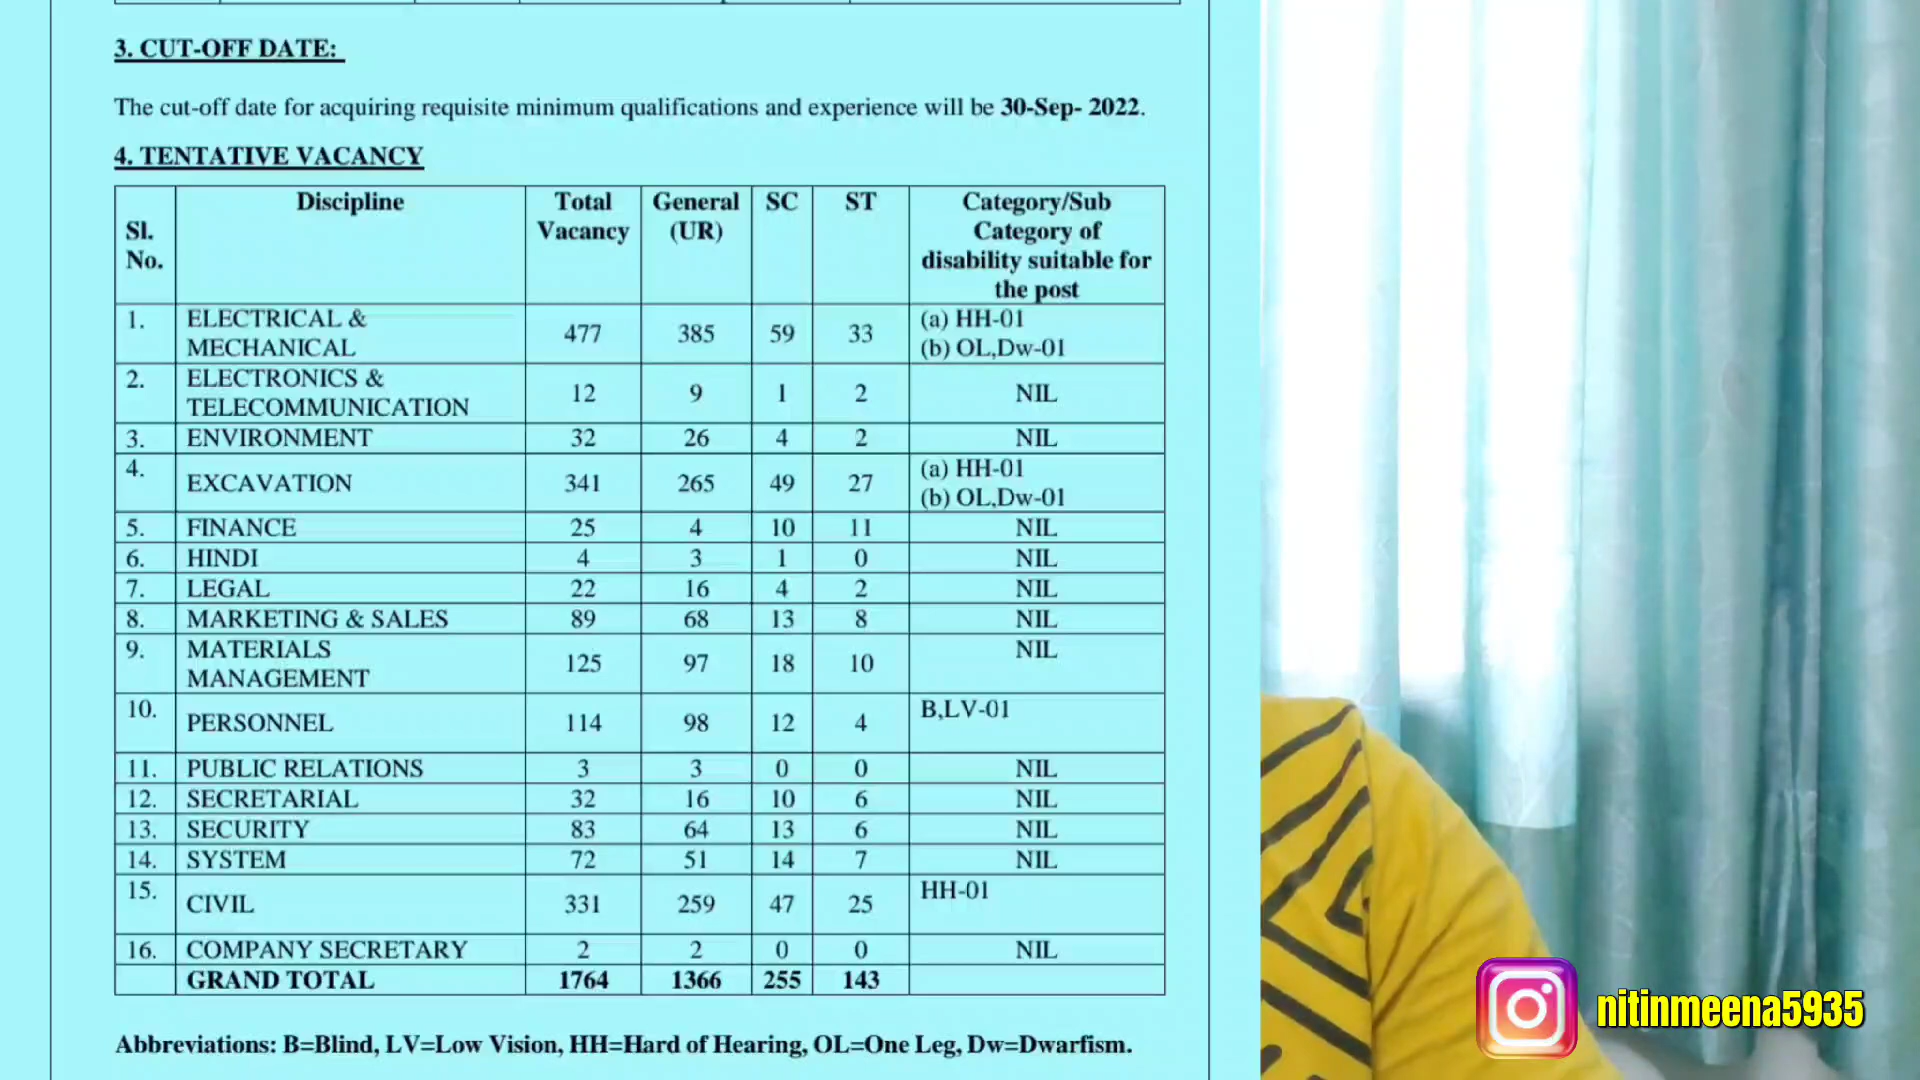 3. CUT-OFF DATE:
The cut-off date for acquiring requisite minimum qualifications and experience will be 30-Sep- 2022.
4. TENTATIVE VACANCY
Sl. No. Discipline Total Vacancy General (UR) SC ST Category/Sub Category of disability suitable for the post
1. ELECTRICAL & MECHANICAL 477 385 59 33 (a) HH-01 (b) OL,Dw-01
2. ELECTRONICS & TELECOMMUNICATION 12 9 1 2 NIL
3. ENVIRONMENT 32 26 4 2 NIL
4. EXCAVATION 341 265 49 27 (a) HH-01 (b) OL,Dw-01
5. FINANCE 25 4 10 11 NIL
6. HINDI 4 3 1 0 NIL
7. LEGAL 22 16 4 2 NIL
8. MARKETING & SALES 89 68 13 8 NIL
9. MATERIALS MANAGEMENT 125 97 18 10 NIL
10. PERSONNEL 114 98 12 4 B,LV-01
11. PUBLIC RELATIONS 3 3 0 0 NIL
12. SECRETARIAL 32 16 10 6 NIL
13. SECURITY 83 64 13 6 NIL
14. SYSTEM 72 51 14 7 NIL
15. CIVIL 331 259 47 25 HH-01
16. COMPANY SECRETARY 2 2 0 0 NIL
GRAND TOTAL 1764 1366 255 143
Abbreviations: B=Blind, LV=Low Vision, HH=Hard of Hearing, OL=One Leg, Dw=Dwarfism.
nitinmeena5935